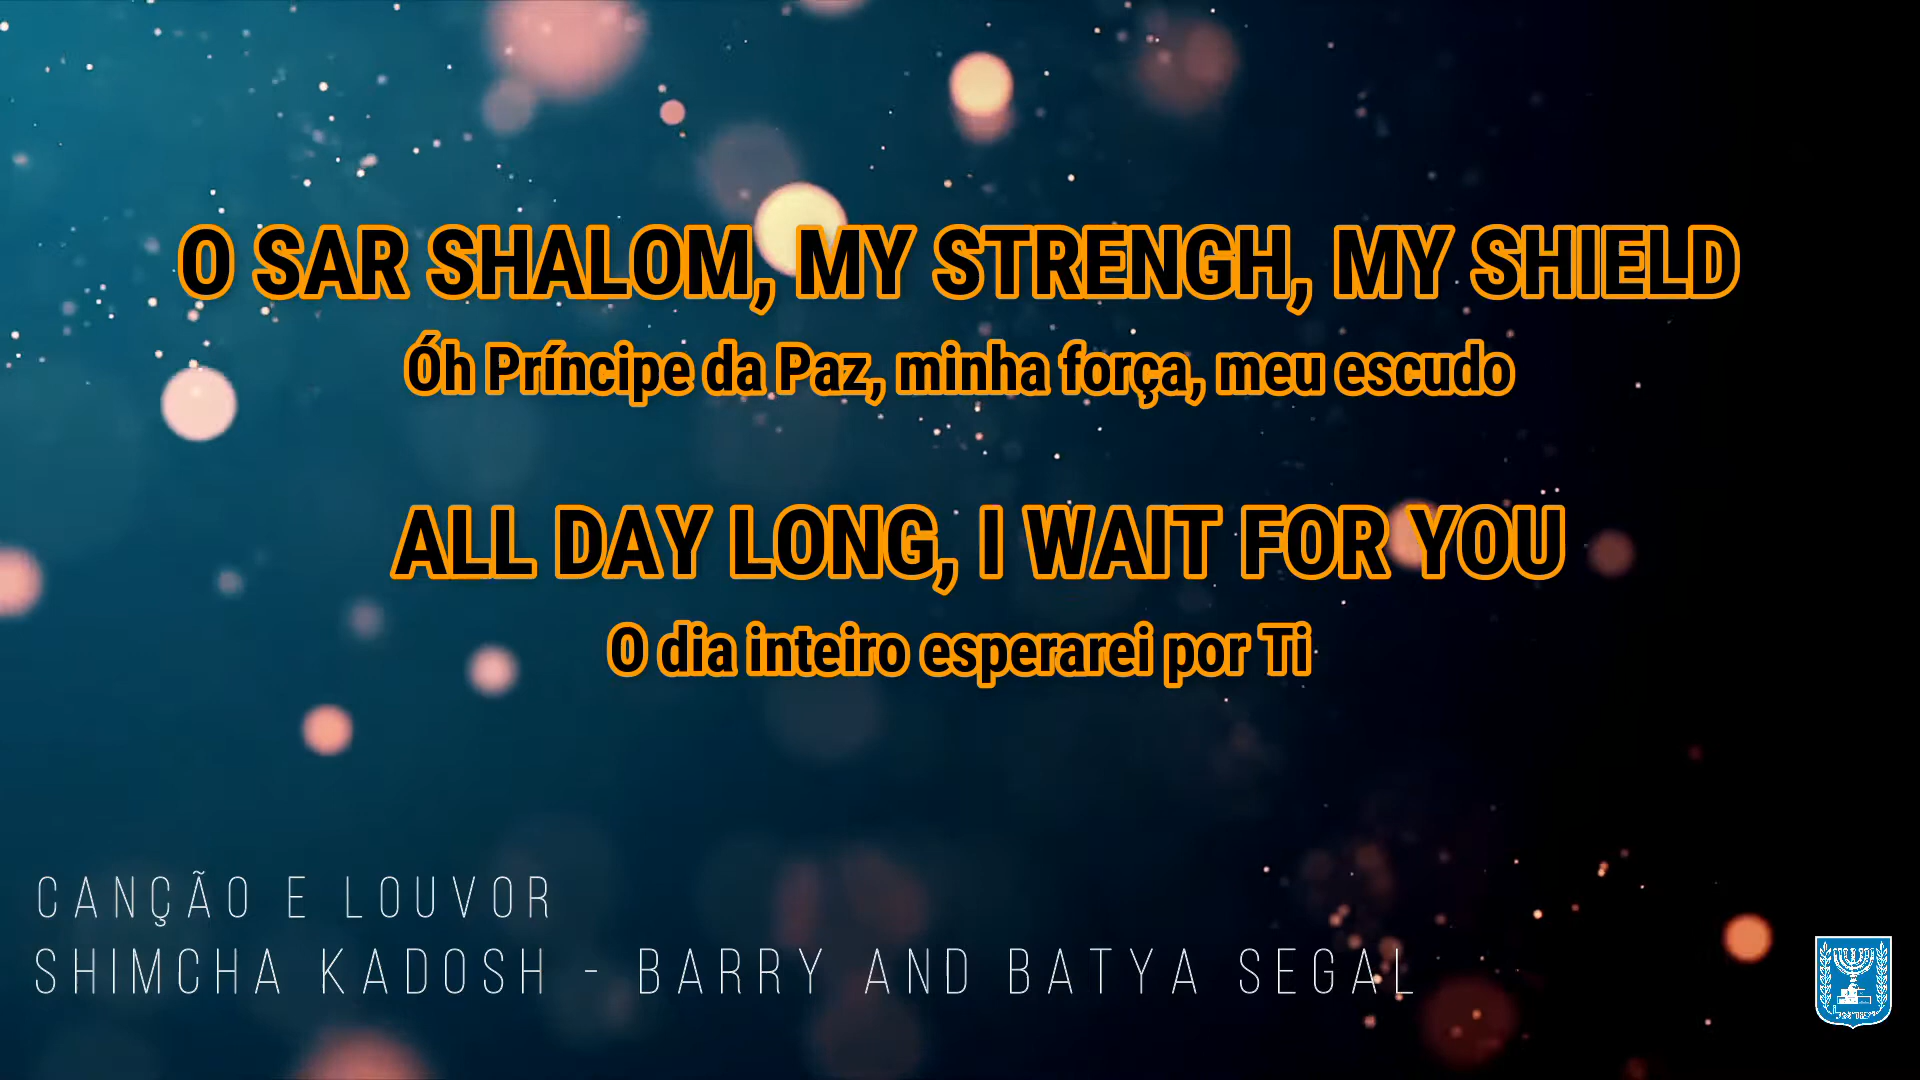 O SAR SHALOM, MY STRENGH, MY SHIELD
Óh Príncipe da Paz, minha força, meu escudo
ALL DAY LONG, I WAIT FOR YOU
O dia inteiro esperarei por Ti
CANÇÃO E LOUVOR
SHIMCHA KADOSH - BARRY AND BATYA SEGAL